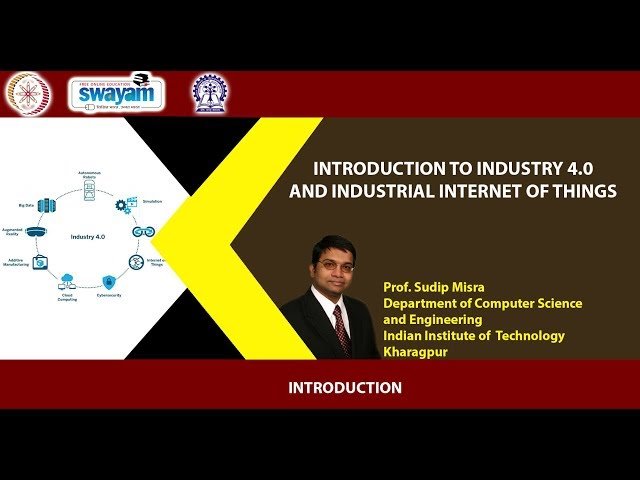 FREE ONLINE EDUCATION
swayam
INTRODUCTION TO INDUSTRY 4.0
AND INDUSTRIAL INTERNET OF THINGS
Autonomous
Robots
Big Data
Simulation
Augmented
Reality
Industry 4.0
Additive
Manufacturing
Internet of
Things
Cloud
Computing
Cybersecurity
Prof. Sudip Misra
Department of Computer Science
and Engineering
Indian Institute of Technology
Kharagpur
INTRODUCTION